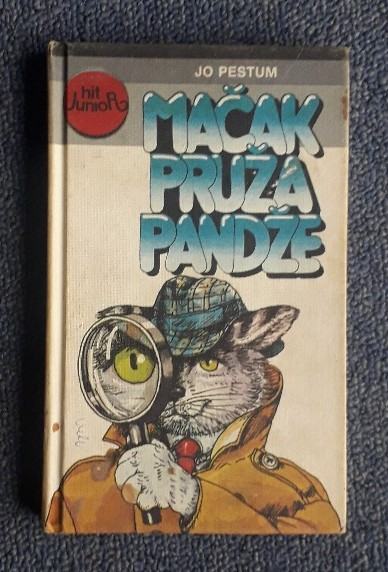 JO PESTUM
hit
JunioR
MAČAK
PRUŽA
PANDŽE